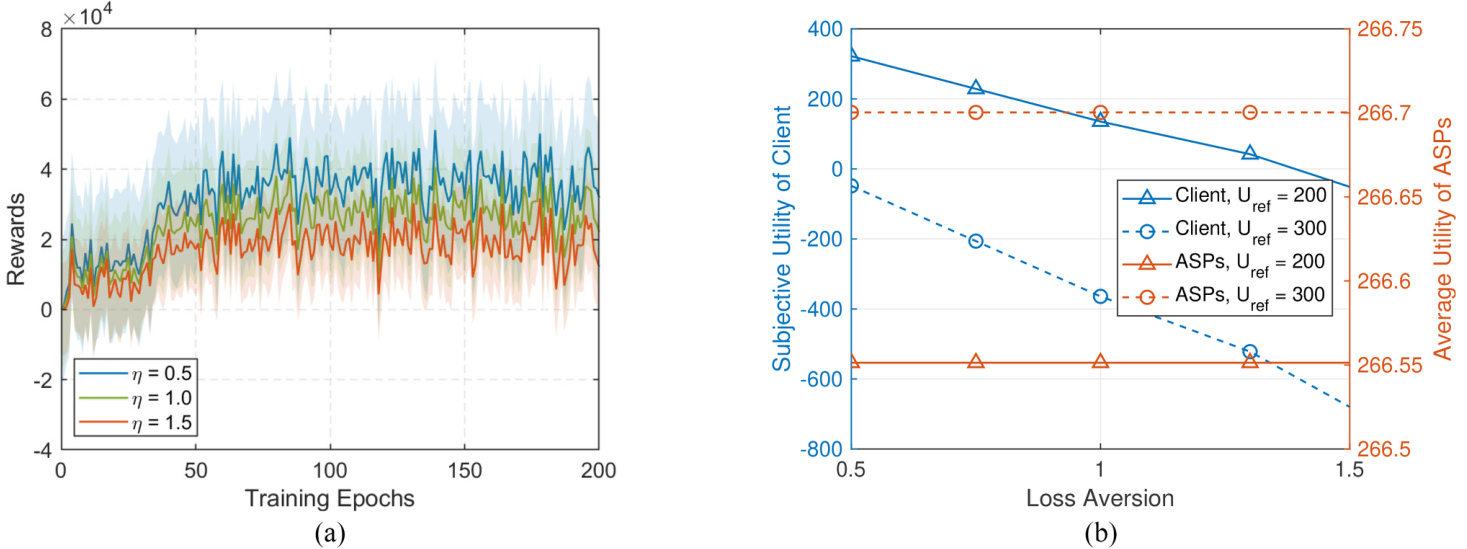 ×10⁴
8
6
4
2
0
-2
-4
0 50 100 150 200
Rewards
Training Epochs
η = 0.5
η = 1.0
η = 1.5
(a)
400
200
0
-200
-400
-600
-800
0.5 1 1.5
Subjective Utility of Client
Loss Aversion
266.75
266.7
266.65
266.6
266.55
266.5
Average Utility of ASPs
Client, U_ref = 200
Client, U_ref = 300
ASPs, U_ref = 200
ASPs, U_ref = 300
(b)